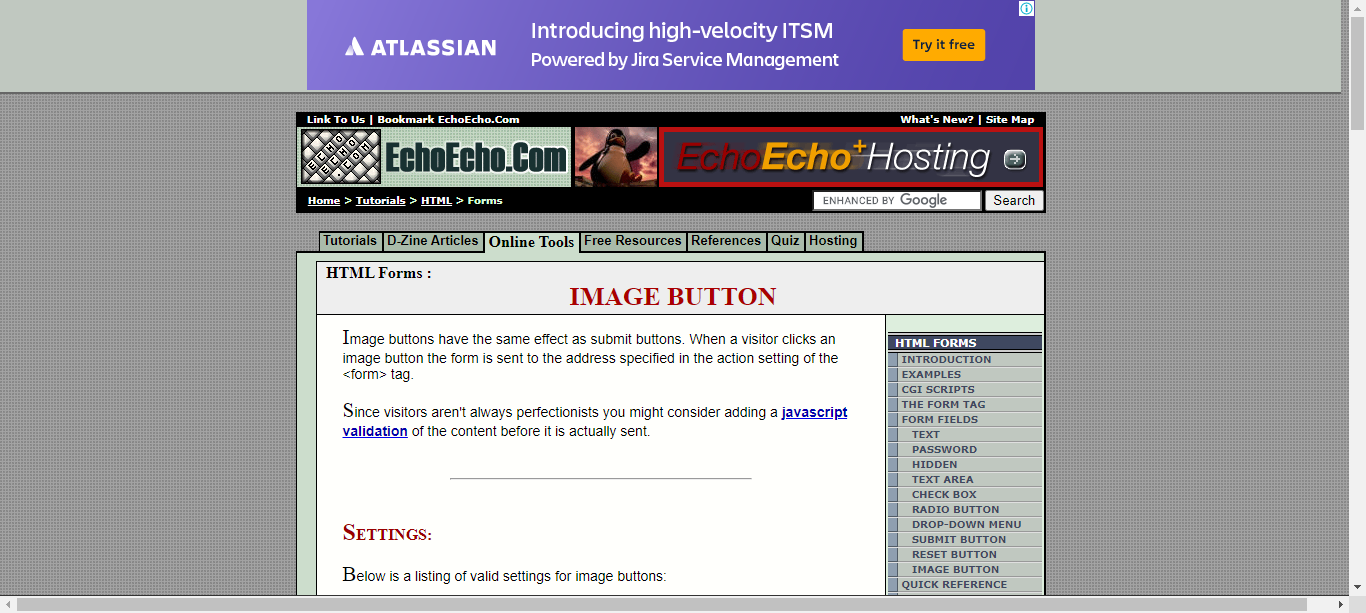 ATLASSIAN
Introducing high-velocity ITSM
Powered by Jira Service Management
Try it free
Link To Us | Bookmark EchoEcho.Com
What's New? | Site Map
ECHO
ECHO
.COM
EchoEcho.Com
EchoEcho+Hosting
Home > Tutorials > HTML > Forms
ENHANCED BY Google
Search
Tutorials
D-Zine Articles
Online Tools
Free Resources
References
Quiz
Hosting
HTML Forms :
IMAGE BUTTON
Image buttons have the same effect as submit buttons. When a visitor clicks an
image button the form is sent to the address specified in the action setting of the
<form> tag.
Since visitors aren't always perfectionists you might consider adding a javascript
validation of the content before it is actually sent.
SETTINGS:
Below is a listing of valid settings for image buttons:
HTML FORMS
INTRODUCTION
EXAMPLES
CGI SCRIPTS
THE FORM TAG
FORM FIELDS
TEXT
PASSWORD
HIDDEN
TEXT AREA
CHECK BOX
RADIO BUTTON
DROP-DOWN MENU
SUBMIT BUTTON
RESET BUTTON
IMAGE BUTTON
QUICK REFERENCE